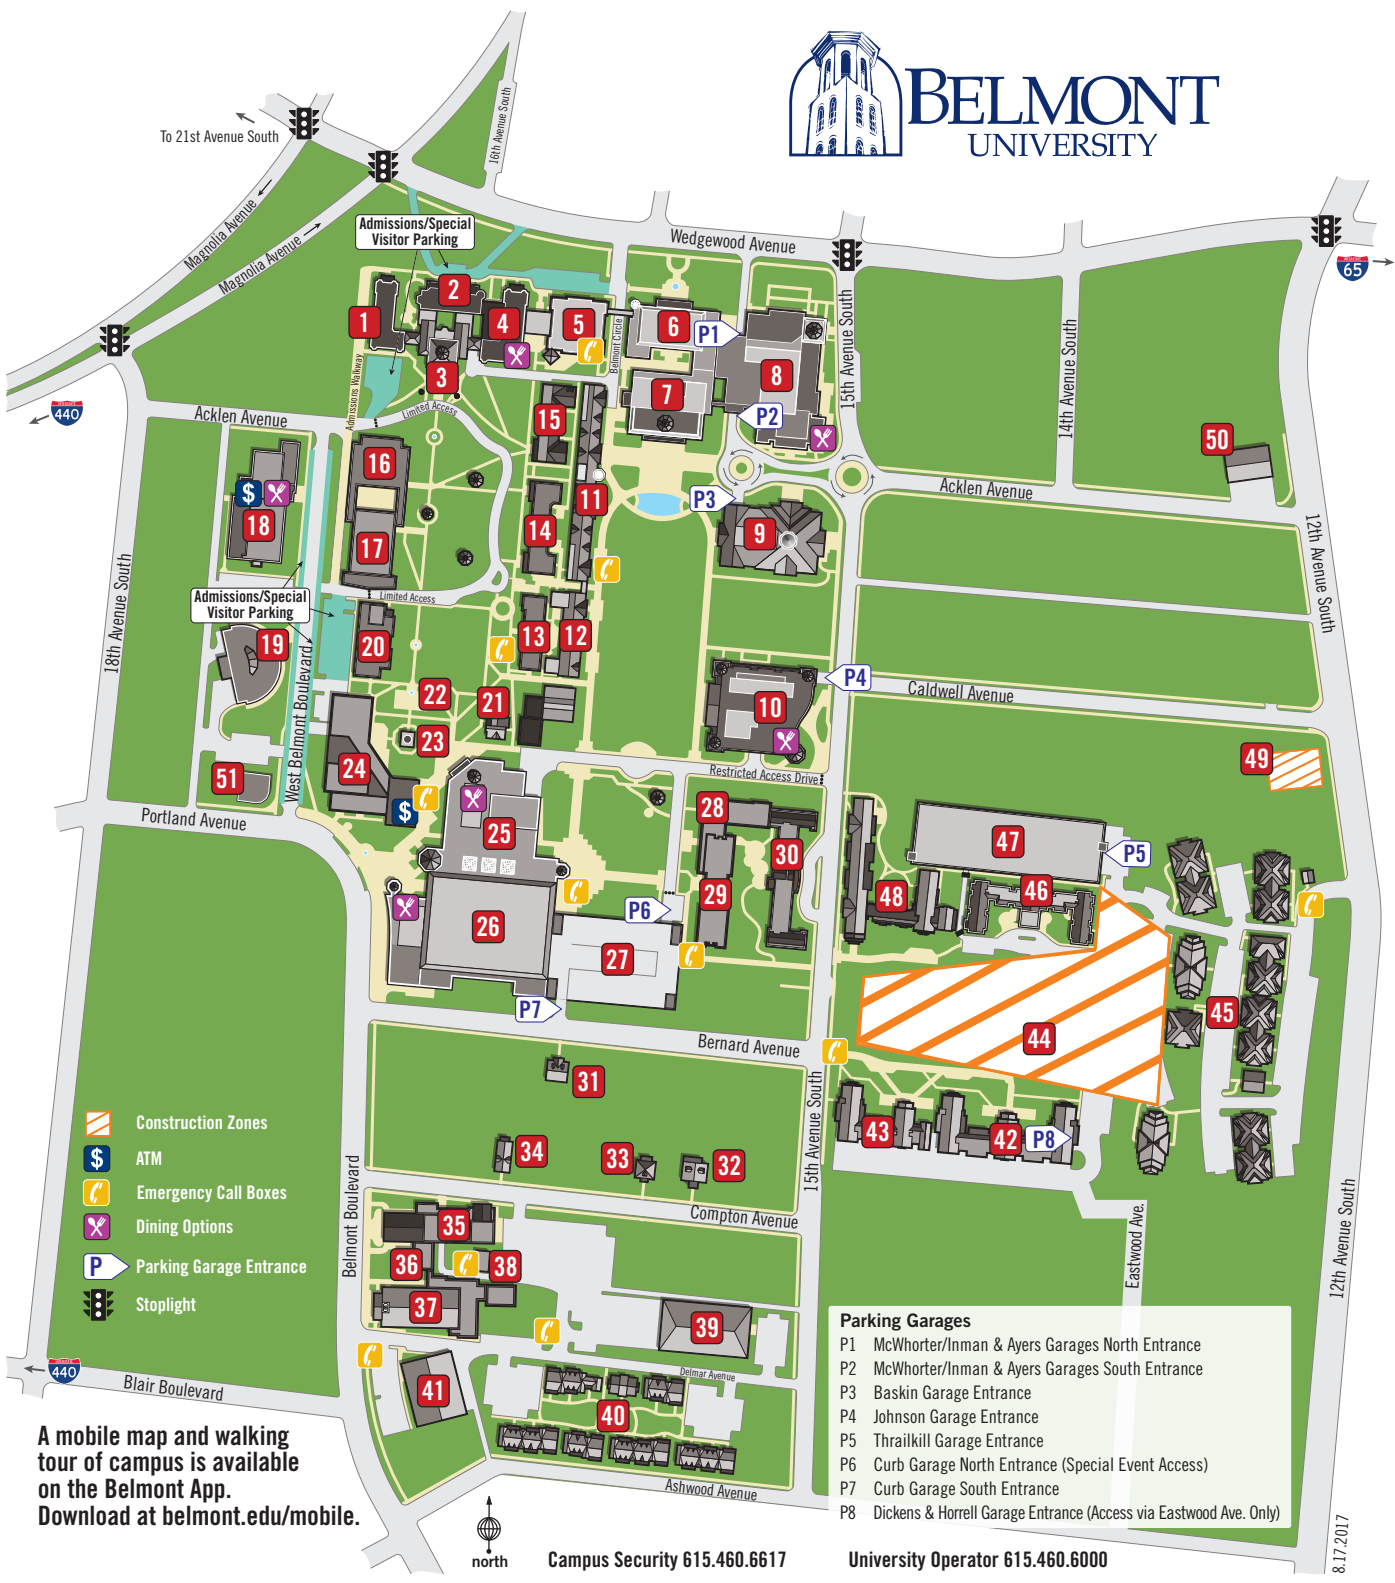 BELMONT
UNIVERSITY
To 21st Avenue South
16th Avenue South
Magnolia Avenue
Magnolia Avenue
Admissions/Special
Visitor Parking
Wedgewood Avenue
65
440
1
2
3
4
5
6
7
8
P1
P2
Belmont Circle
15th Avenue South
14th Avenue South
Admissions Walkway
Limited Access
Acklen Avenue
15
16
11
50
18
$
17
14
P3
9
Acklen Avenue
12th Avenue South
18th Avenue South
Admissions/Special
Visitor Parking
Limited Access
19
20
13
12
West Belmont Boulevard
22
21
23
10
P4
Caldwell Avenue
24
51
$
Restricted Access Drive
49
Portland Avenue
25
28
30
29
47
P5
46
48
26
P6
27
P7
45
44
Bernard Avenue
31
15th Avenue South
43
42
P8
34
33
32
Construction Zones
$
ATM
Emergency Call Boxes
Dining Options
P
Parking Garage Entrance
Stoplight
Belmont Boulevard
Compton Avenue
35
36
38
37
39
Eastwood Ave.
12th Avenue South
440
Blair Boulevard
Delmar Avenue
41
40
Ashwood Avenue
Parking Garages
P1 McWhorter/Inman & Ayers Garages North Entrance
P2 McWhorter/Inman & Ayers Garages South Entrance
P3 Baskin Garage Entrance
P4 Johnson Garage Entrance
P5 Thrailkill Garage Entrance
P6 Curb Garage North Entrance (Special Event Access)
P7 Curb Garage South Entrance
P8 Dickens & Horrell Garage Entrance (Access via Eastwood Ave. Only)
A mobile map and walking
tour of campus is available
on the Belmont App.
Download at belmont.edu/mobile.
north
Campus Security 615.460.6617
University Operator 615.460.6000
8.17.2017